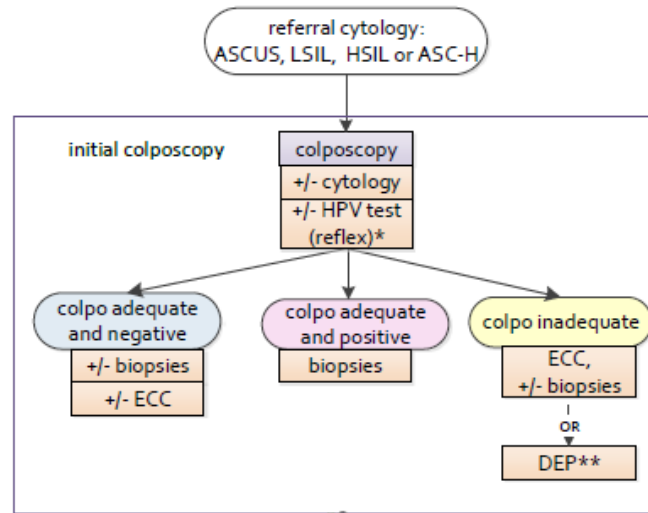 referral cytology:
ASCUS, LSIL, HSIL or ASC-H
initial colposcopy
colposcopy
+/- cytology
+/- HPV test
(reflex)*
colpo adequate
and negative
+/- biopsies
+/- ECC
colpo adequate
and positive
biopsies
colpo inadequate
ECC,
+/- biopsies
OR
DEP**